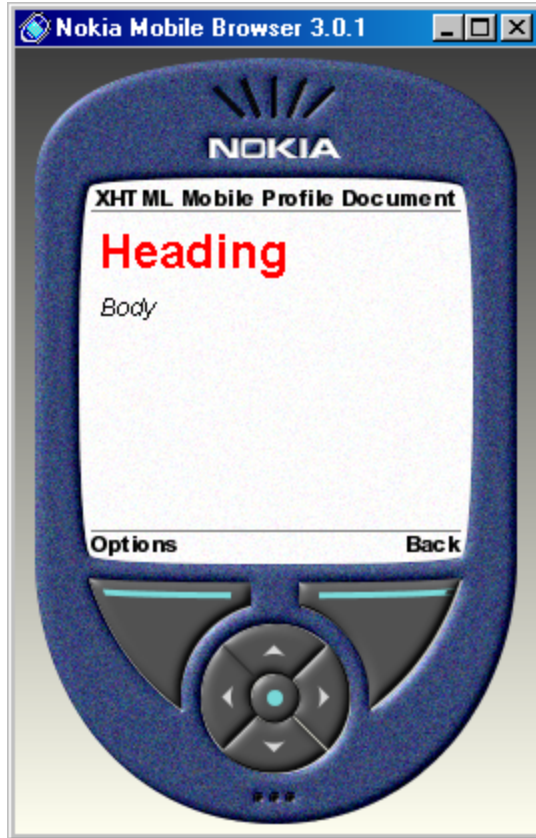 Nokia Mobile Browser 3.0.1
NOKIA
XHTML Mobile Profile Document
Heading
Body
Options Back